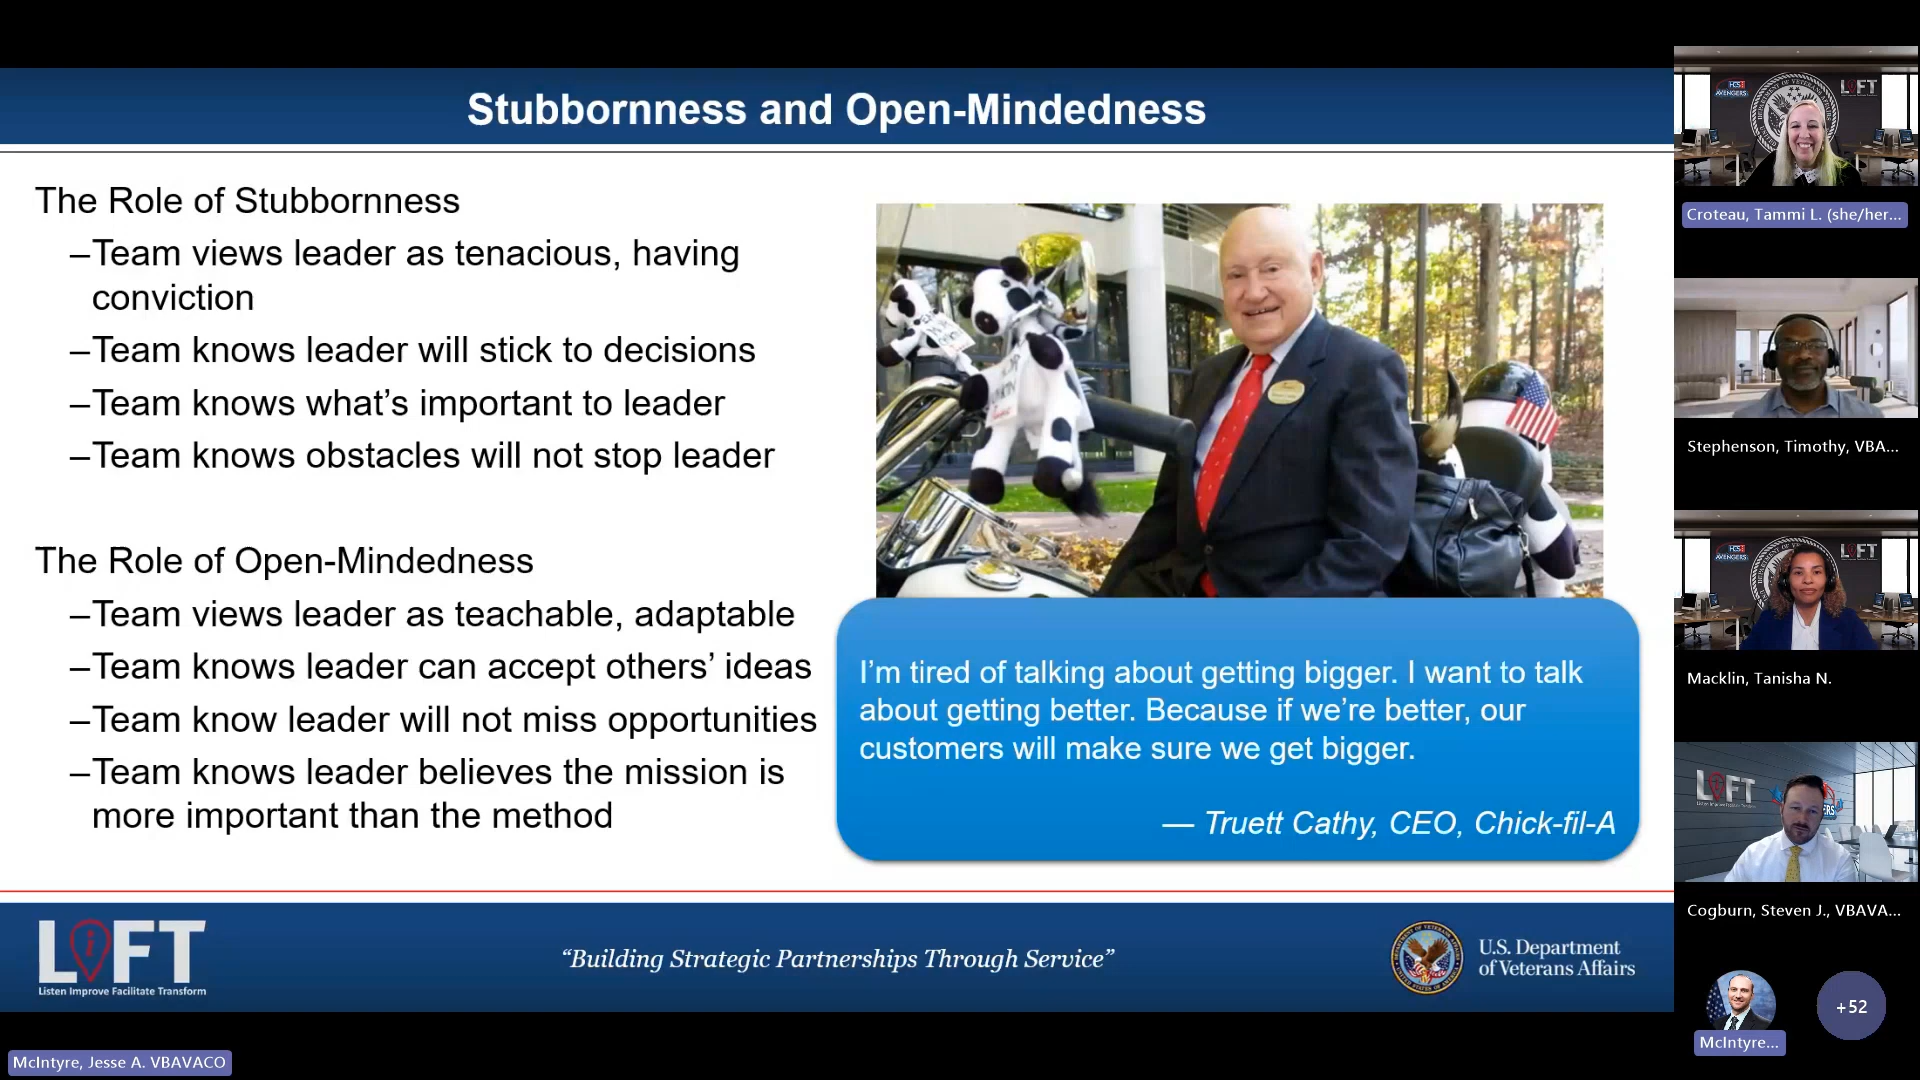 Stubbornness and Open-Mindedness
The Role of Stubbornness
–Team views leader as tenacious, having
conviction
–Team knows leader will stick to decisions
–Team knows what’s important to leader
–Team knows obstacles will not stop leader
The Role of Open-Mindedness
–Team views leader as teachable, adaptable
–Team knows leader can accept others’ ideas
–Team know leader will not miss opportunities
–Team knows leader believes the mission is
more important than the method
I’m tired of talking about getting bigger. I want to talk
about getting better. Because if we’re better, our
customers will make sure we get bigger.
— Truett Cathy, CEO, Chick-fil-A
LiFT
Listen Improve Facilitate Transform
“Building Strategic Partnerships Through Service”
U.S. Department
of Veterans Affairs
McIntyre, Jesse A. VBAVACO
AVENGERS
LiFT
Croteau, Tammi L. (she/her...
Stephenson, Timothy, VBA...
AVENGERS
LiFT
Macklin, Tanisha N.
LiFT
Cogburn, Steven J., VBAVA...
McIntyre...
+52